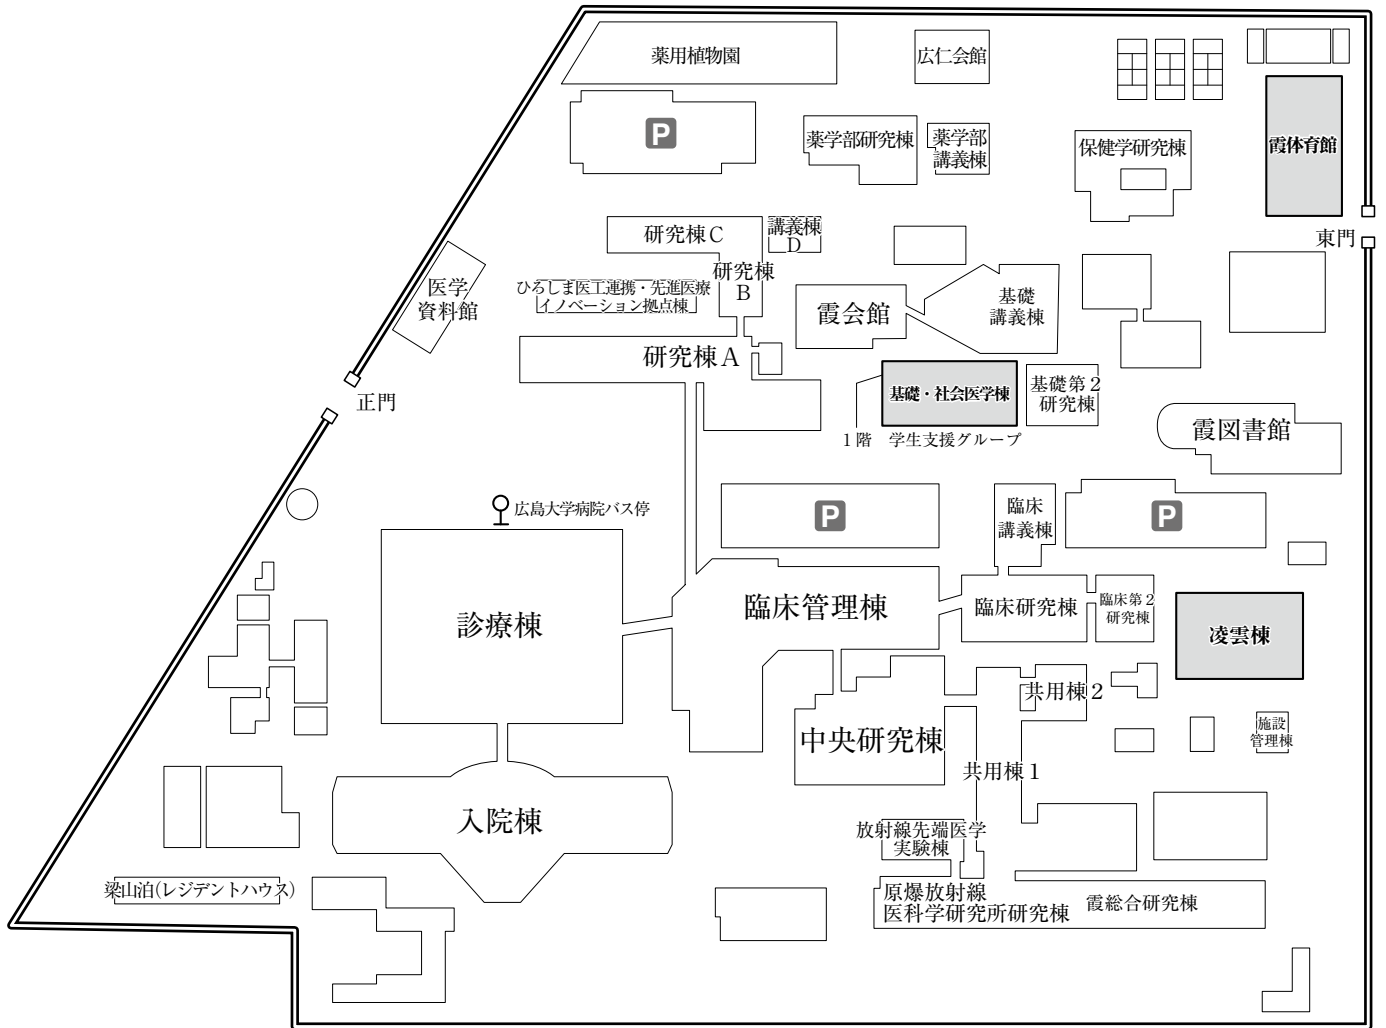 薬用植物園
広仁会館
P
薬学部研究棟
薬学部
講義棟
保健学研究棟
霞体育館
東門
研究棟C
講義棟
D
研究棟
B
医学
資料館
ひろしま医工連携・先進医療
イノベーション拠点棟
霞会館
基礎
講義棟
研究棟A
基礎・社会医学棟
基礎第2
研究棟
正門
1階 学生支援グループ
霞図書館
広島大学病院バス停
P
臨床
講義棟
P
診療棟
臨床管理棟
臨床研究棟
臨床第2
研究棟
凌雲棟
共用棟2
中央研究棟
施設
管理棟
共用棟1
入院棟
放射線先端医学
実験棟
梁山泊(レジデントハウス)
原爆放射線
医科学研究所研究棟
霞総合研究棟